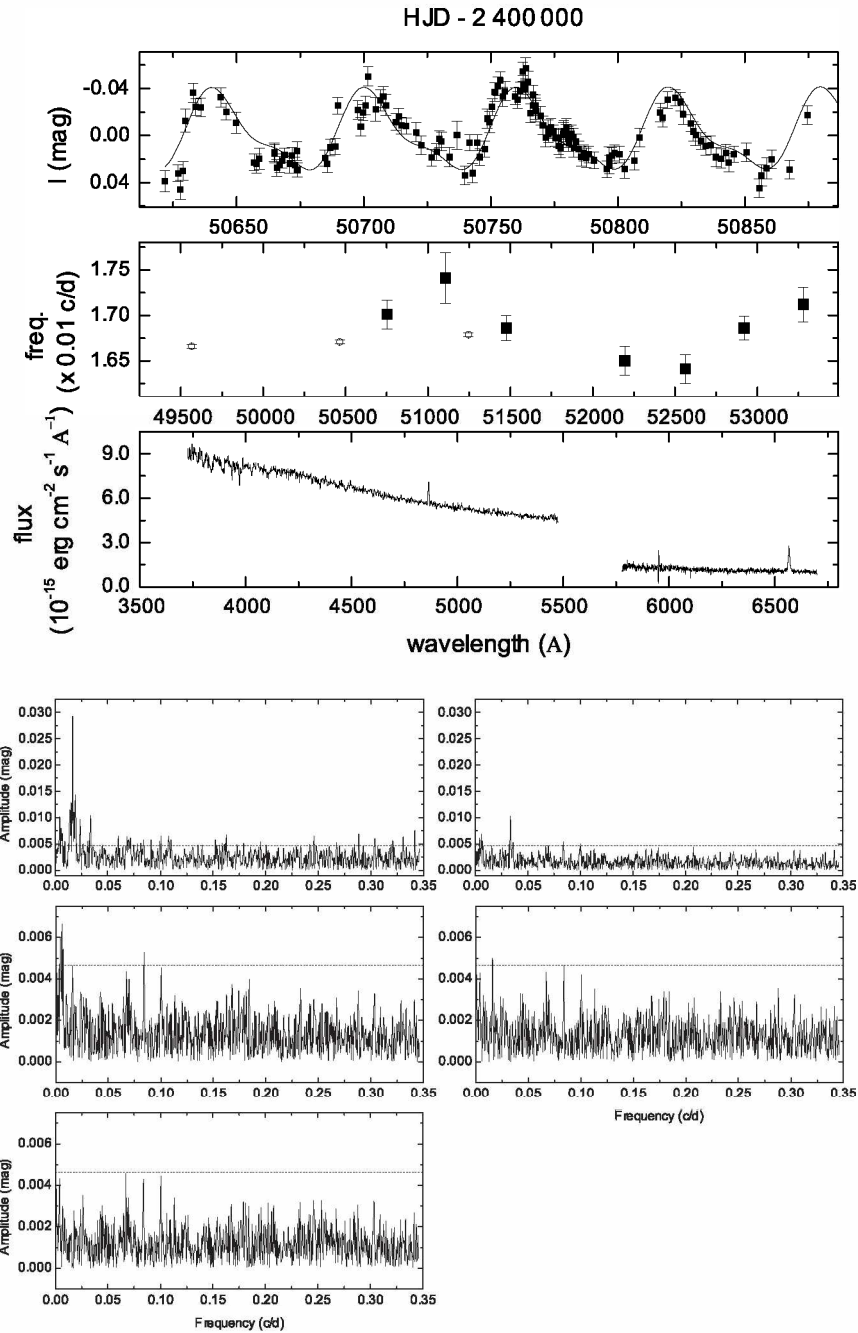 HJD - 2 400 000
I (mag)
-0.04
0.00
0.04
50650 50700 50750 50800 50850
freq.
(x 0.01 c/d)
1.75
1.70
1.65
49500 50000 50500 51000 51500 52000 52500 53000
flux
(10⁻¹⁵ erg cm⁻² s⁻¹ A⁻¹)
9.0
6.0
3.0
0.0
3500 4000 4500 5000 5500 6000 6500
wavelength (A)
Amplitude (mag)
0.030
0.025
0.020
0.015
0.010
0.005
0.000
0.00 0.05 0.10 0.15 0.20 0.25 0.30 0.35
0.030
0.025
0.020
0.015
0.010
0.005
0.000
0.00 0.05 0.10 0.15 0.20 0.25 0.30 0.35
Amplitude (mag)
0.006
0.004
0.002
0.000
0.00 0.05 0.10 0.15 0.20 0.25 0.30 0.35
0.006
0.004
0.002
0.000
0.00 0.05 0.10 0.15 0.20 0.25 0.30 0.35
Frequency (c/d)
Amplitude (mag)
0.006
0.004
0.002
0.000
0.00 0.05 0.10 0.15 0.20 0.25 0.30 0.35
Frequency (c/d)